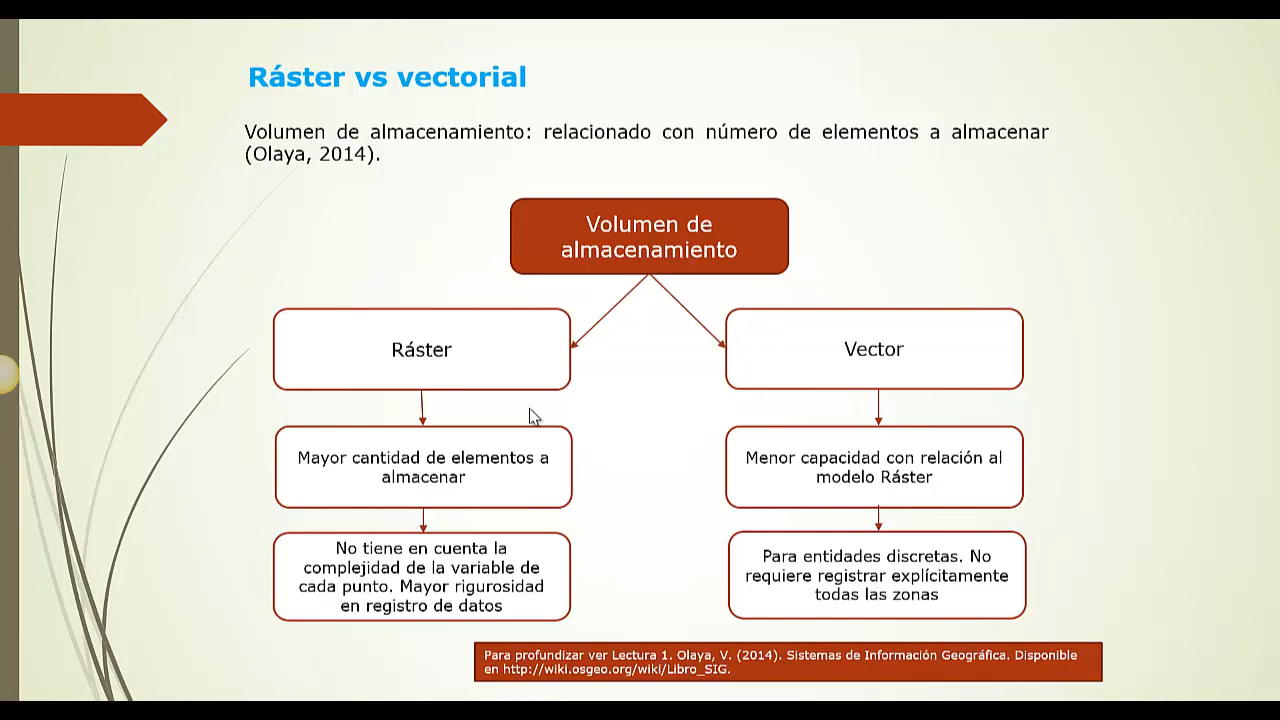 Ráster vs vectorial
Volumen de almacenamiento: relacionado con número de elementos a almacenar
(Olaya, 2014).
Volumen de
almacenamiento
Ráster
Vector
Mayor cantidad de elementos a
almacenar
Menor capacidad con relación al
modelo Ráster
No tiene en cuenta la
complejidad de la variable de
cada punto. Mayor rigurosidad
en registro de datos
Para entidades discretas. No
requiere registrar explícitamente
todas las zonas
Para profundizar ver Lectura 1. Olaya, V. (2014). Sistemas de Información Geográfica. Disponible
en http://wiki.osgeo.org/wiki/Libro_SIG.